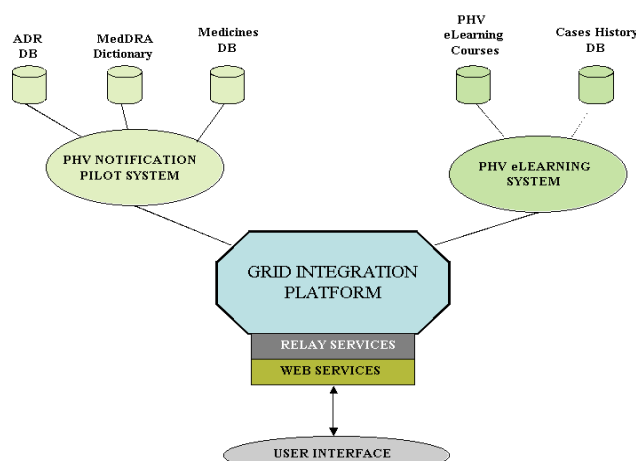 ADR
DB
MedDRA
Dictionary
Medicines
DB
PHV
eLearning
Courses
Cases History
DB
PHV NOTIFICATION
PILOT SYSTEM
PHV eLEARNING
SYSTEM
GRID INTEGRATION
PLATFORM
RELAY SERVICES
WEB SERVICES
USER INTERFACE